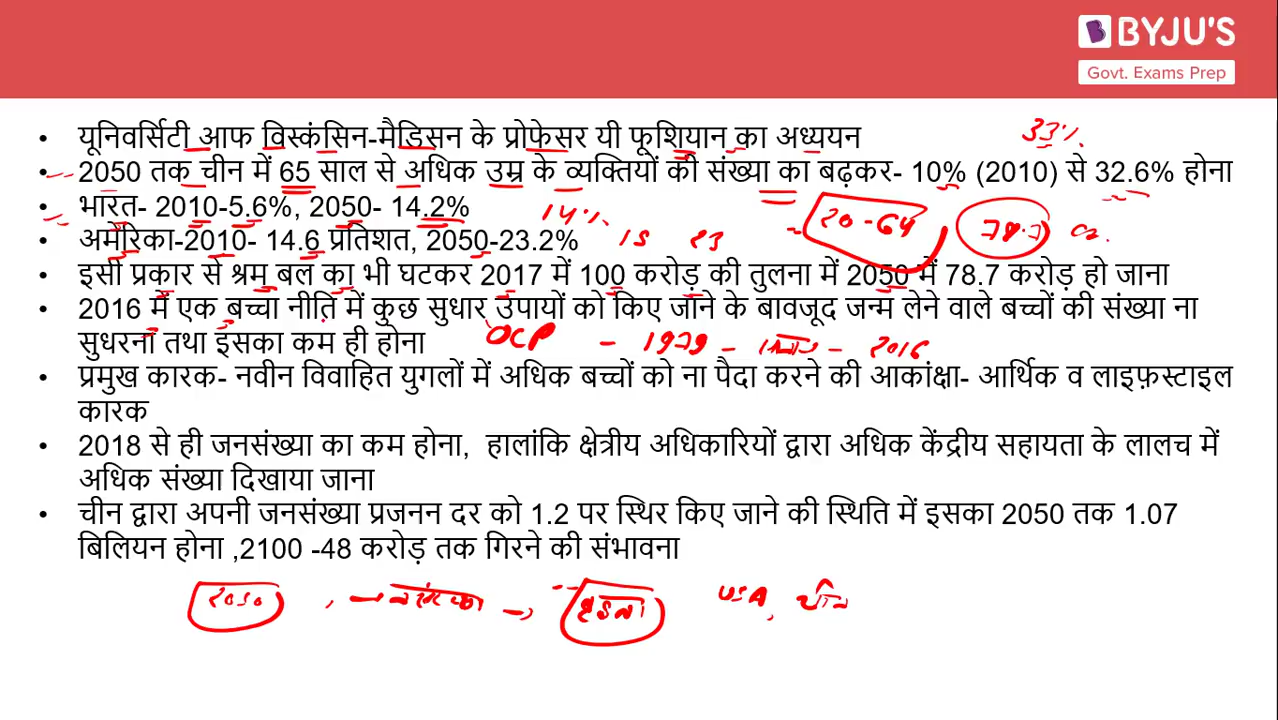 BYJU'S
Govt. Exams Prep
33%
• यूनिवर्सिटी आफ विस्कंसिन-मैडिसन के प्रोफेसर यी फूशियान का अध्ययन
• 2050 तक चीन में 65 साल से अधिक उम्र के व्यक्तियों की संख्या का बढ़कर- 10% (2010) से 32.6% होना
• भारत- 2010-5.6%, 2050- 14.2%
14%
20-64
78.7
• अमेरिका-2010- 14.6 प्रतिशत, 2050-23.2%
15 23
• इसी प्रकार से श्रम बल का भी घटकर 2017 में 100 करोड़ की तुलना में 2050 में 78.7 करोड़ हो जाना
• 2016 में एक बच्चा नीति में कुछ सुधार उपायों को किए जाने के बावजूद जन्म लेने वाले बच्चों की संख्या ना
सुधरना तथा इसका कम ही होना
OCP - 1979 - - 2016
• प्रमुख कारक- नवीन विवाहित युगलों में अधिक बच्चों को ना पैदा करने की आकांक्षा- आर्थिक व लाइफ़स्टाइल
कारक
• 2018 से ही जनसंख्या का कम होना, हालांकि क्षेत्रीय अधिकारियों द्वारा अधिक केंद्रीय सहायता के लालच में
अधिक संख्या दिखाया जाना
• चीन द्वारा अपनी जनसंख्या प्रजनन दर को 1.2 पर स्थिर किए जाने की स्थिति में इसका 2050 तक 1.07
बिलियन होना ,2100 -48 करोड़ तक गिरने की संभावना
2050 USA, चीन